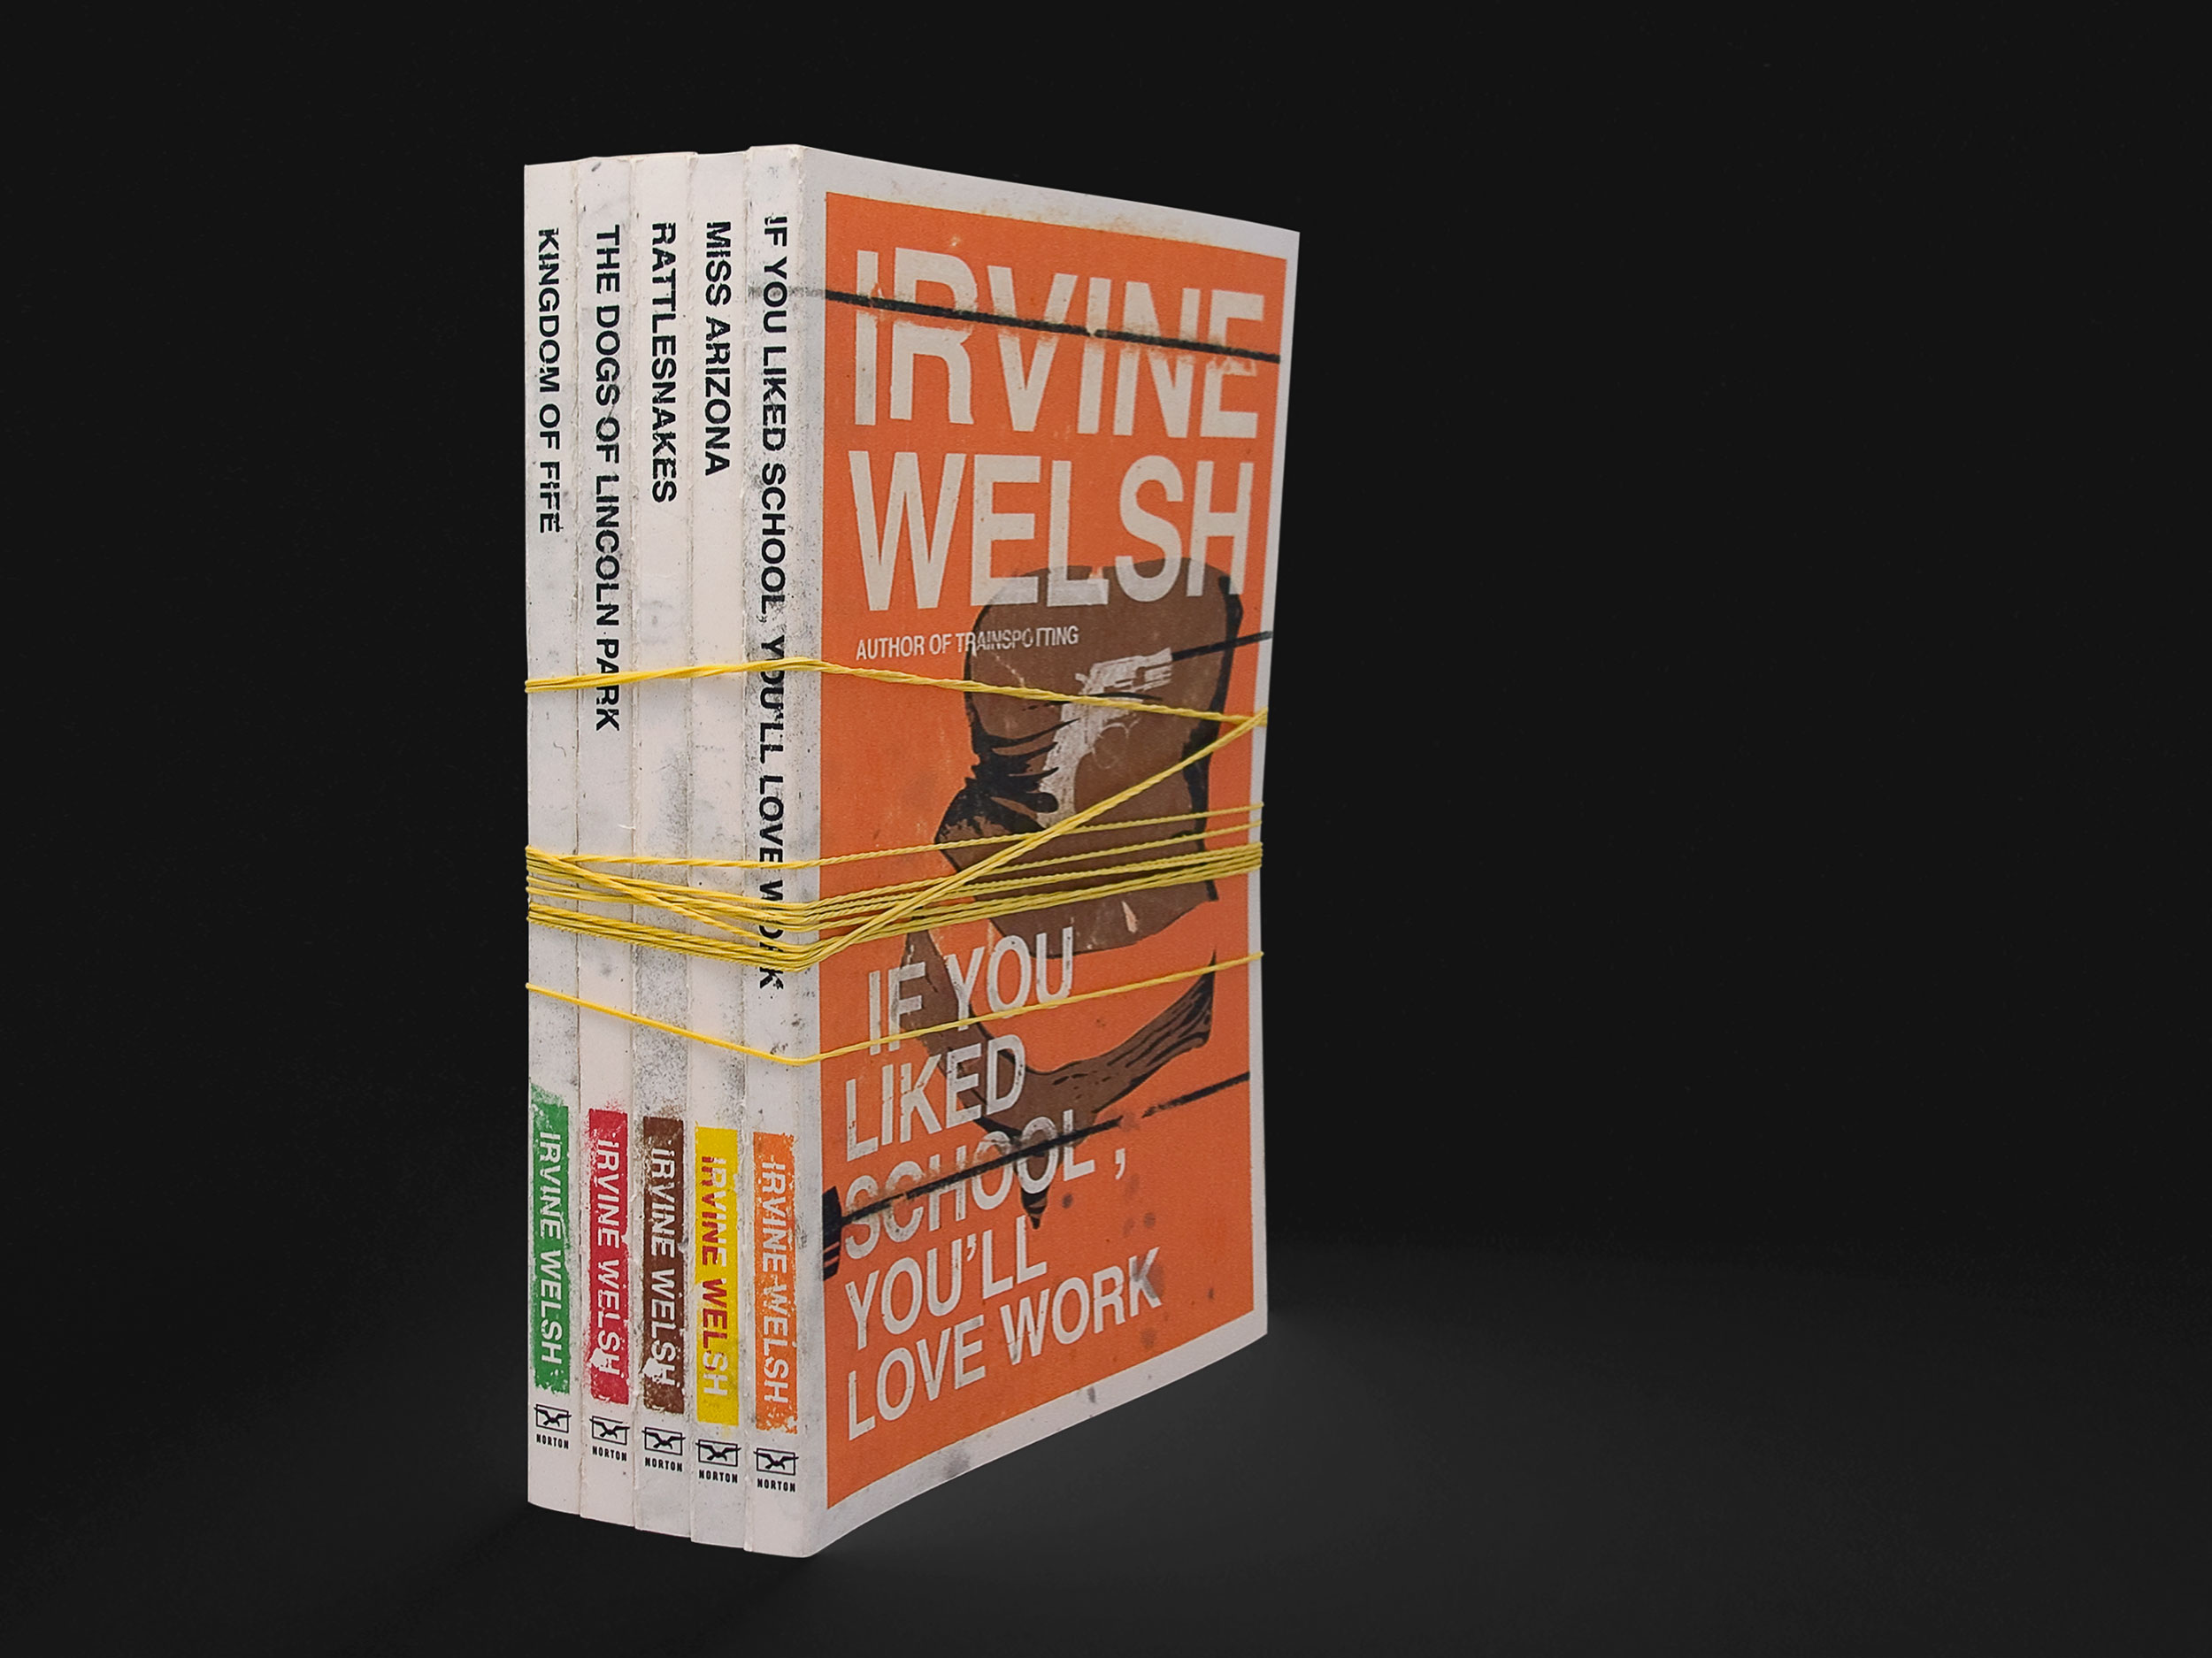 KINGDOM OF FIFE
IRVINE WELSH
NORTON
THE DOGS OF LINCOLN PARK
IRVINE WELSH
NORTON
RATTLESNAKES
IRVINE WELSH
NORTON
MISS ARIZONA
IRVINE WELSH
NORTON
IF YOU LIKED SCHOOL, YOU'LL LOVE WORK
IRVINE WELSH
NORTON
IRVINE
WELSH
AUTHOR OF TRAINSPOTTING
IF YOU
LIKED
SCHOOL,
YOU'LL
LOVE WORK